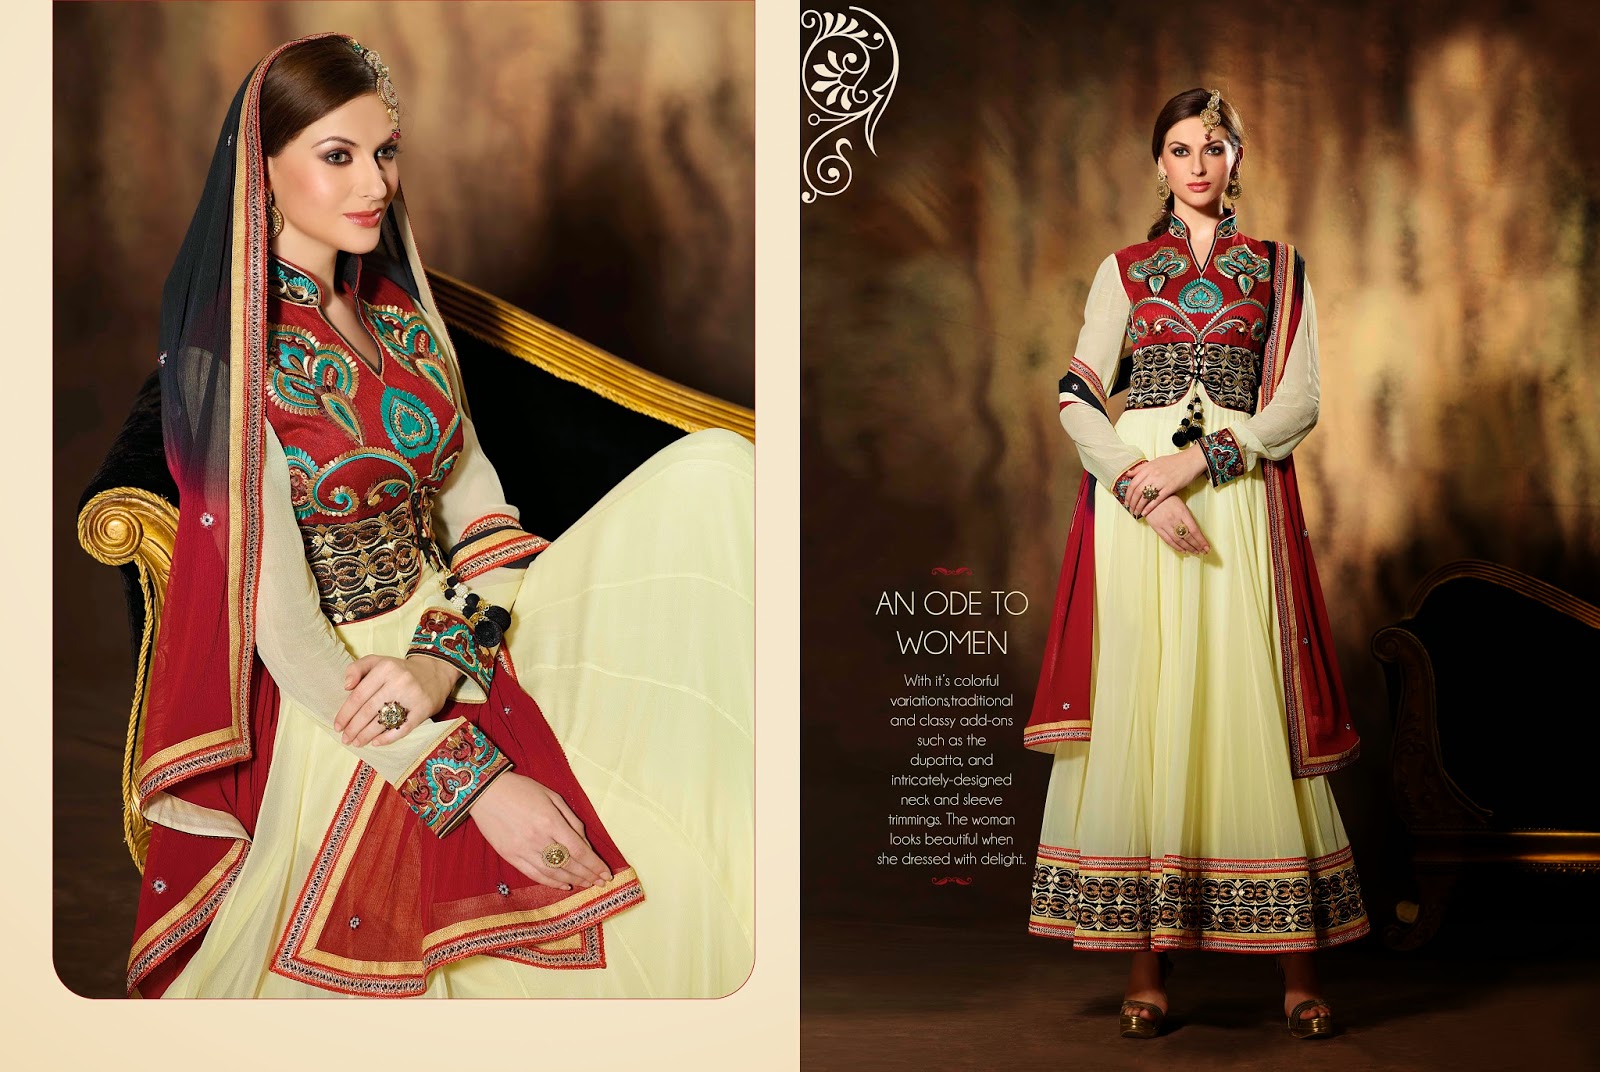 AN ODE TO
WOMEN
With it's colorful
variations,traditional
and classy add-ons
such as the
dupatta, and
intricately-designed
neck and sleeve
trimmings. The woman
looks beautiful when
she dressed with delight..